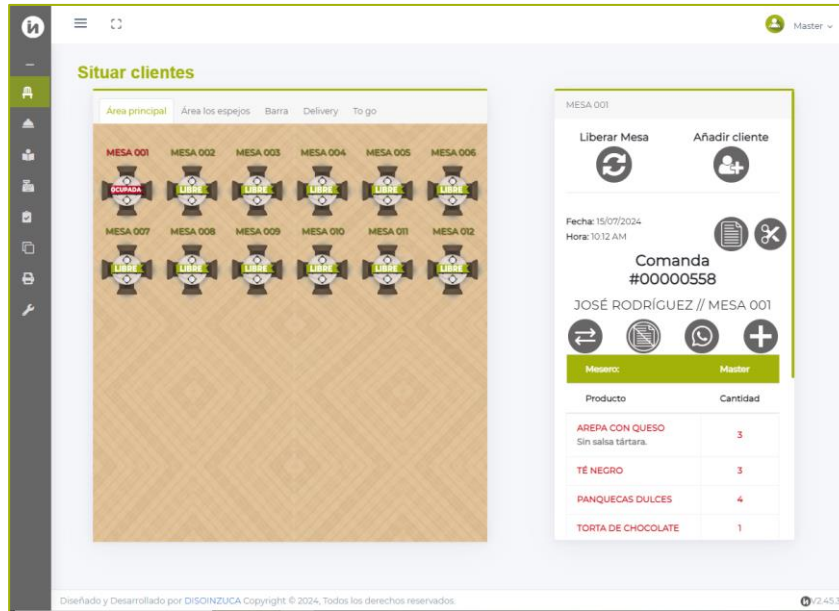 Master
Situar clientes
Área principal Área los espejos Barra Delivery To go
MESA 001 MESA 002 MESA 003 MESA 004 MESA 005 MESA 006
OCUPADA LIBRE LIBRE LIBRE LIBRE LIBRE
MESA 007 MESA 008 MESA 009 MESA 010 MESA 011 MESA 012
LIBRE LIBRE LIBRE LIBRE LIBRE LIBRE
MESA 001
Liberar Mesa Añadir cliente
Fecha: 15/07/2024
Hora: 10:12 AM
Comanda
#00000558
JOSÉ RODRÍGUEZ // MESA 001
Mesero: Master
Producto Cantidad
AREPA CON QUESO 3
Sin salsa tártara.
TÉ NEGRO 3
PANQUECAS DULCES 4
TORTA DE CHOCOLATE 1
Diseñado y Desarrollado por DISOINZUCA Copyright © 2024, Todos los derechos reservados.